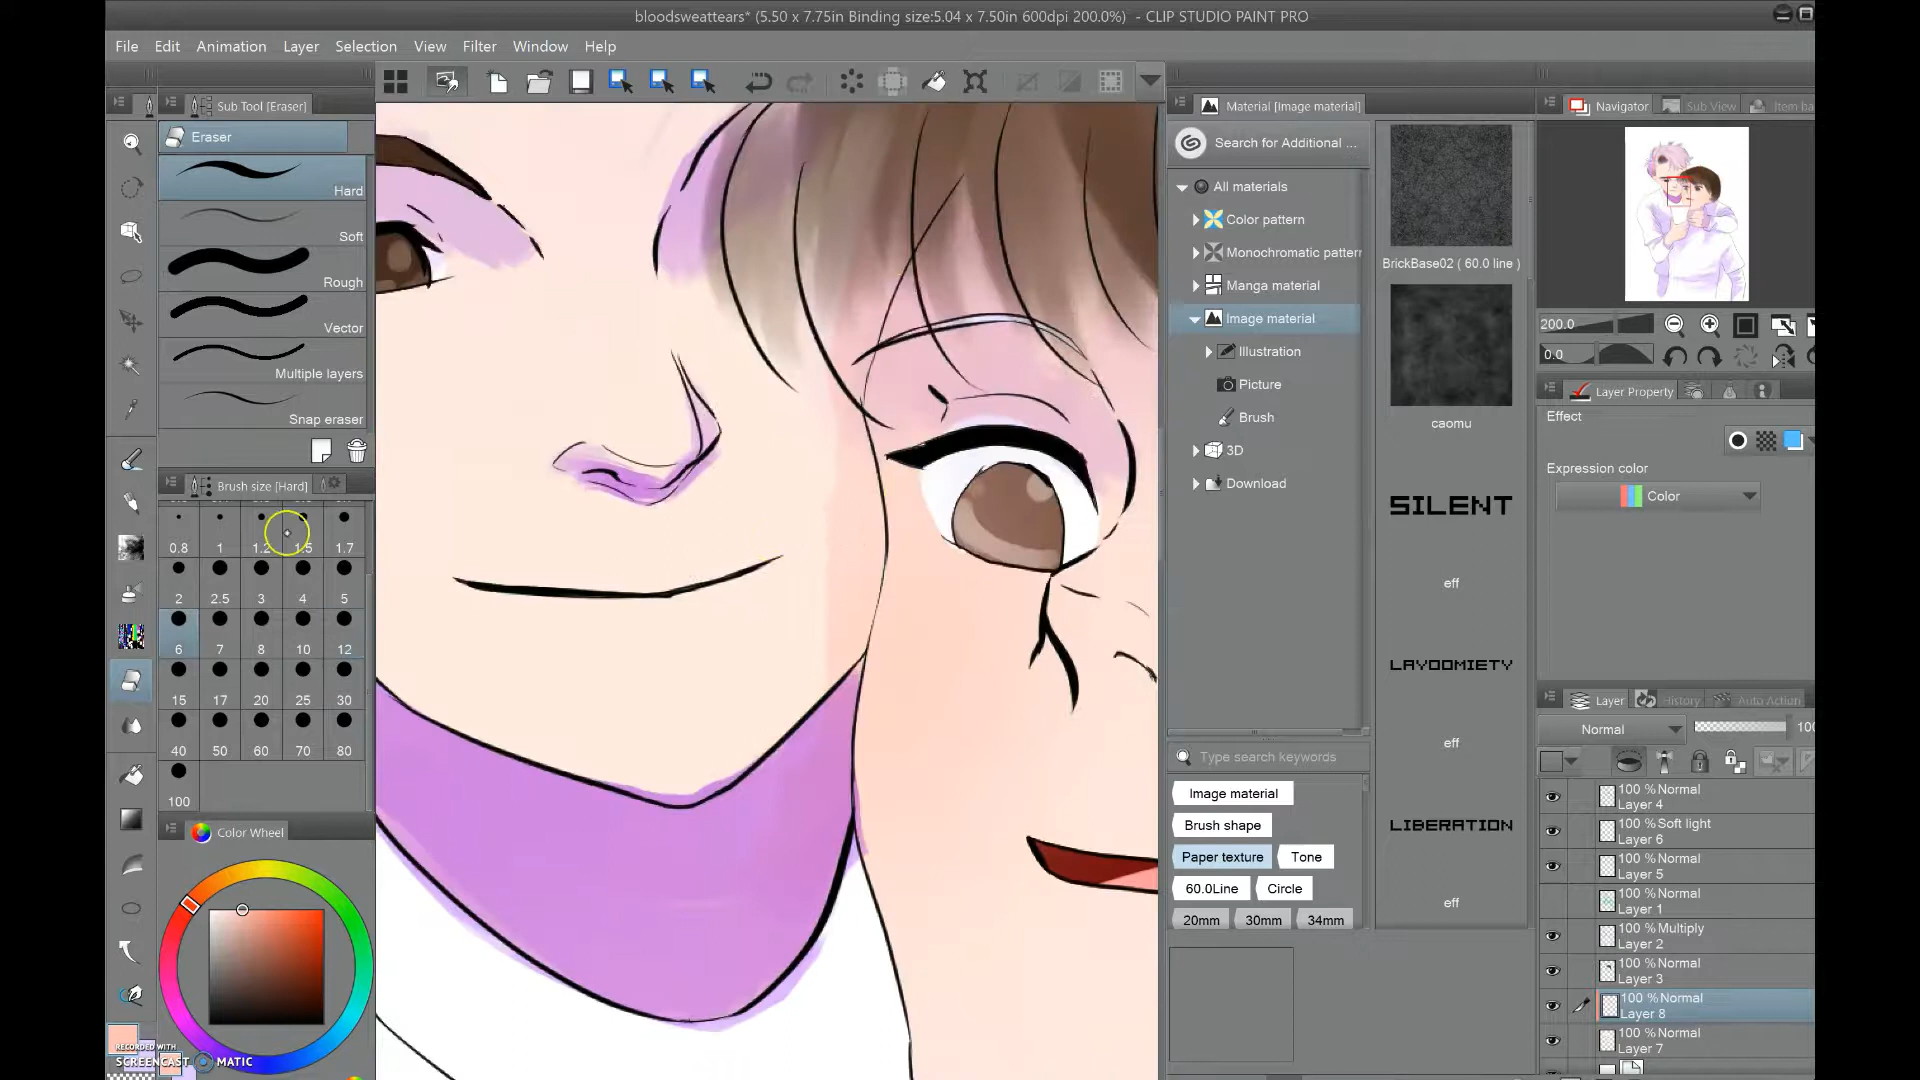 bloodsweattears* (5.50 x 7.75in Binding size:5.04 x 7.50in 600dpi 200.0%) - CLIP STUDIO PAINT PRO
File Edit Animation Layer Selection View Filter Window Help
Sub Tool [Eraser]
Eraser
Hard
Soft
Rough
Vector
Multiple layers
Snap eraser
Brush size [Hard]
0.8 1 1.2 1.5 1.7
2 2.5 3 4 5
6 7 8 10 12
15 17 20 25 30
40 50 60 70 80
100
Color Wheel
RECORDED WITH
SCREENCAST MATIC
Material [Image material]
Search for Additional ...
All materials
Color pattern
Monochromatic pattern
Manga material
Image material
Illustration
Picture
Brush
3D
Download
Type search keywords
Image material
Brush shape
Paper texture Tone
60.0Line Circle
20mm 30mm 34mm
BrickBase02 ( 60.0 line )
caomu
SILENT
eff
LAYOOMIETY
eff
LIBERATION
eff
Navigator Sub View Item ba
200.0
0.0
Layer Property
Effect
Expression color
Color
Layer History Auto Action
Normal 100
100 %Normal
Layer 4
100 %Soft light
Layer 6
100 %Normal
Layer 5
100 %Normal
Layer 1
100 %Multiply
Layer 2
100 %Normal
Layer 3
100 %Normal
Layer 8
100 %Normal
Layer 7